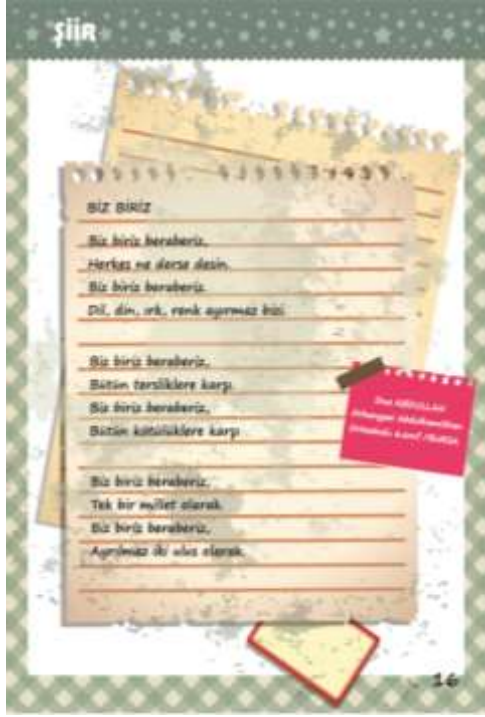 ŞİİR
BİZ BİRİZ
Biz biriz beraberiz,
Herkes ne derse desin.
Biz biriz beraberiz.
Dil, din, ırk, renk ayırmaz bizi.
Biz biriz beraberiz,
Bütün tersliklere karşı.
Biz biriz beraberiz,
Bütün kötülüklere karşı.
Biz biriz beraberiz,
Tek bir millet olarak.
Biz biriz beraberiz,
Ayrılmaz iki ulus olarak.
ABDULLAH
16